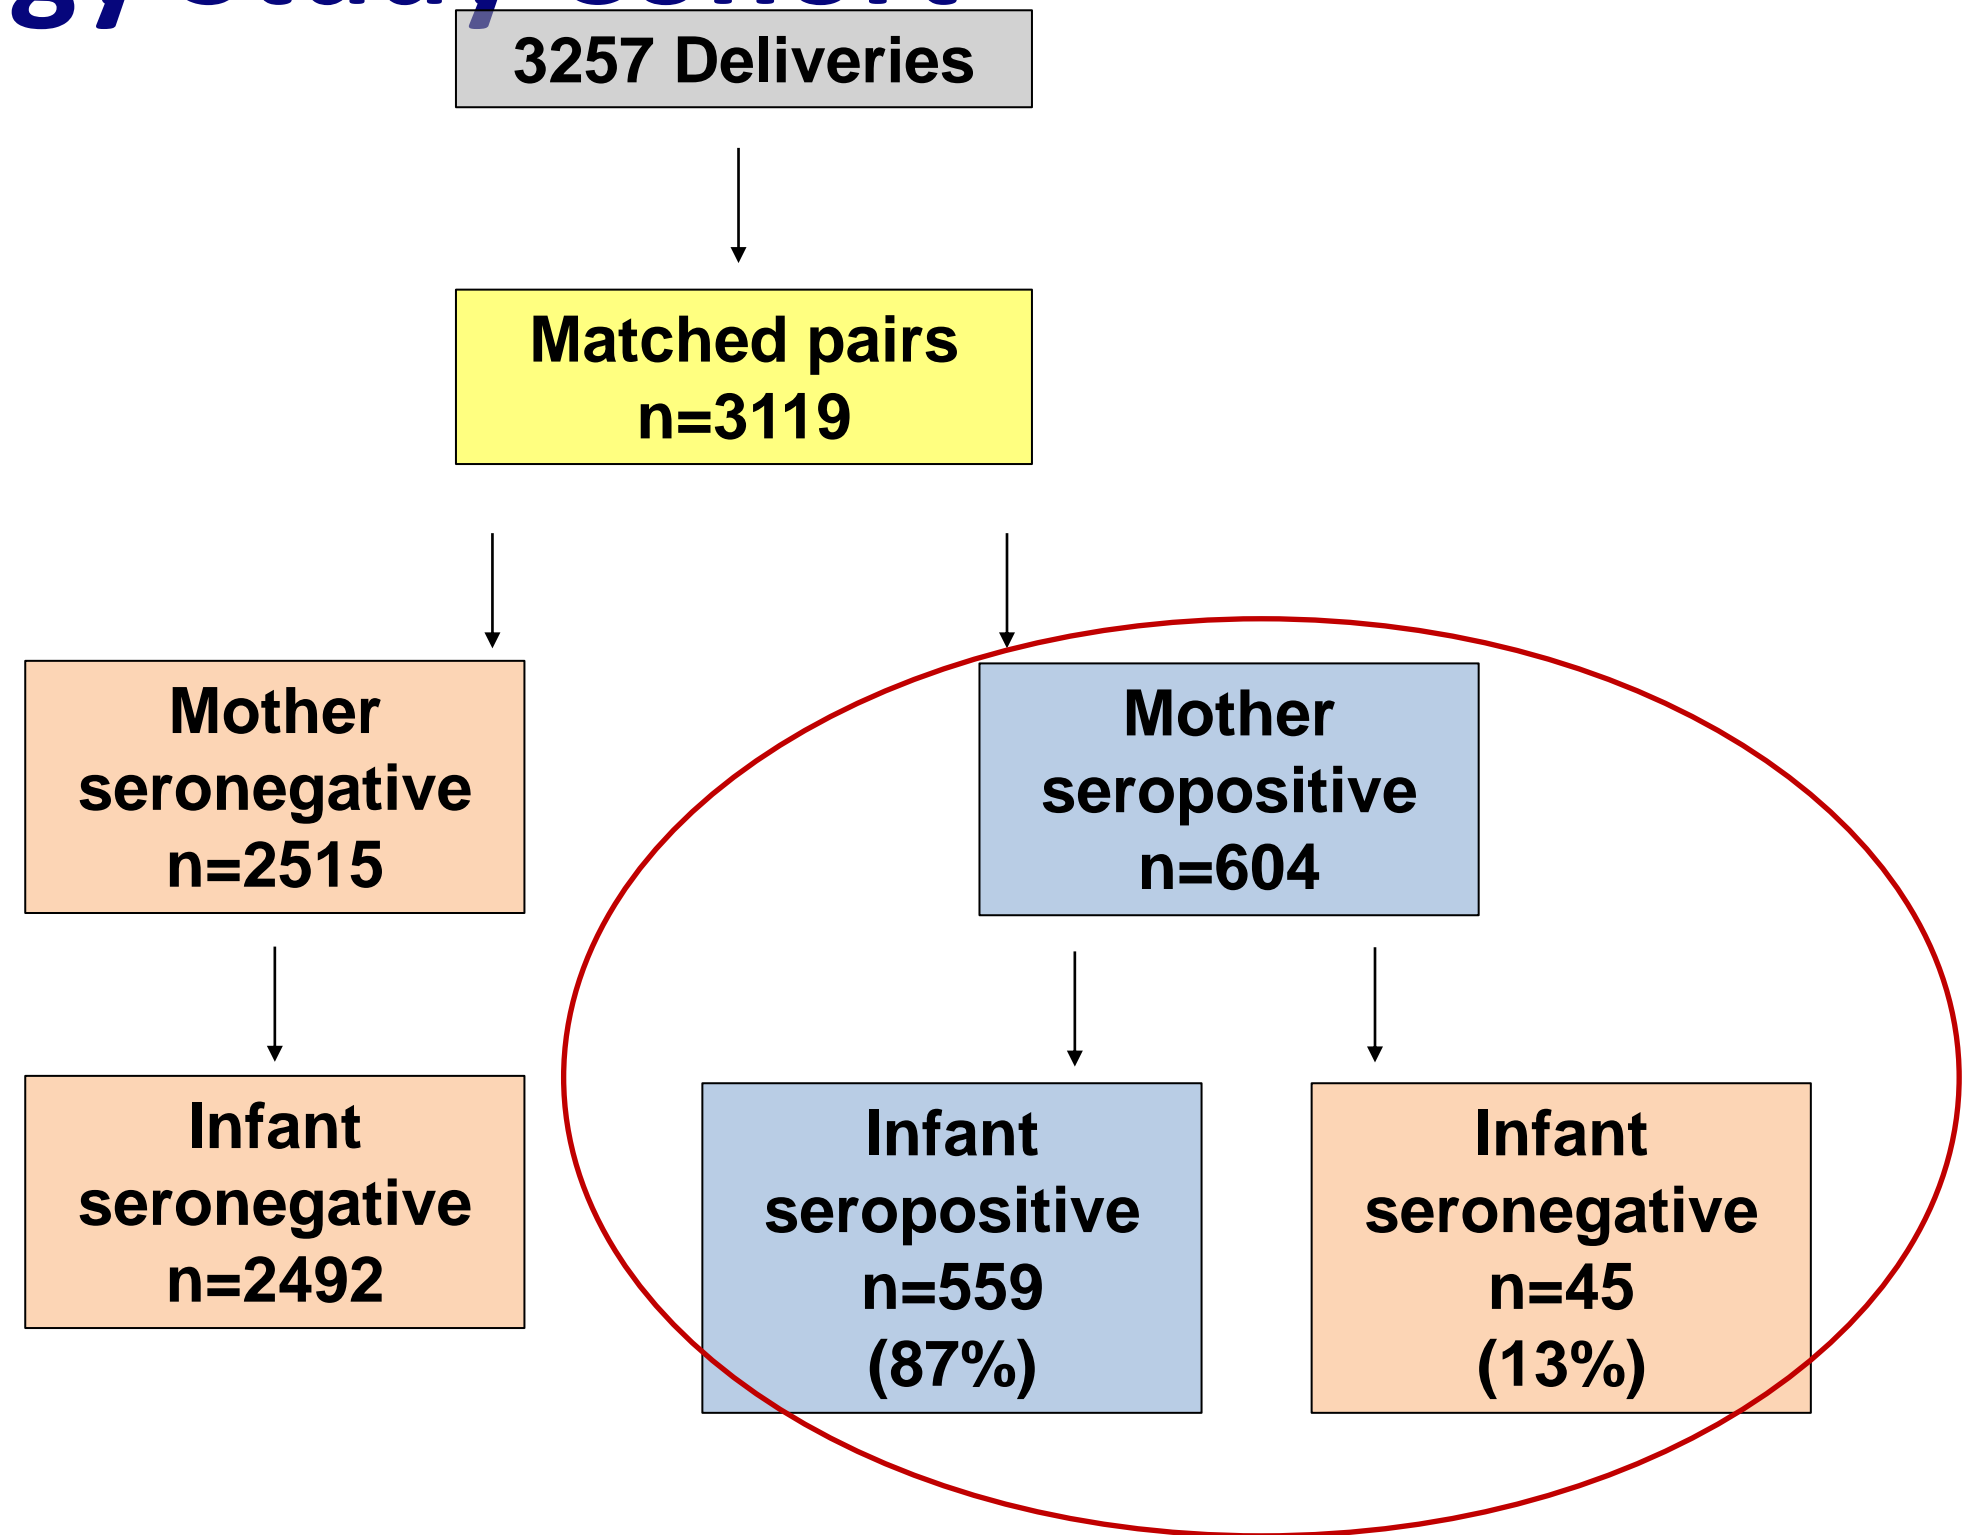 3257 Deliveries
Matched pairs
n=3119
Mother
seronegative
n=2515
Mother
seropositive
n=604
Infant
seronegative
n=2492
Infant
seropositive
n=559
(87%)
Infant
seronegative
n=45
(13%)